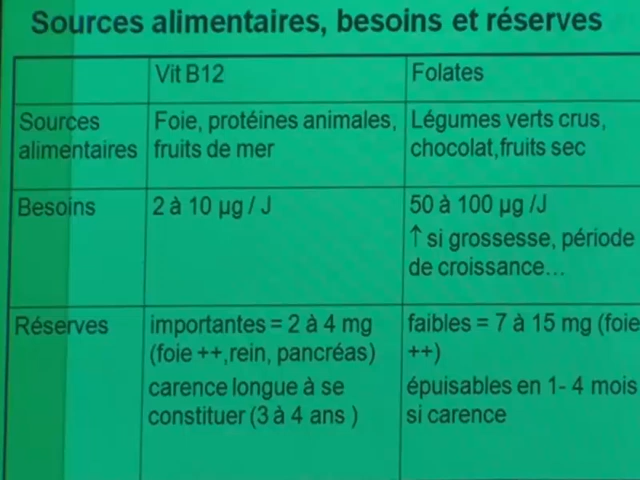 Sources alimentaires, besoins et réserves
Vit B12
Folates
Sources
alimentaires
Foie, protéines animales,
fruits de mer
Légumes verts crus,
chocolat,fruits sec
Besoins
2 à 10 µg / J
50 à 100 µg /J
↑ si grossesse, période
de croissance...
Réserves
importantes = 2 à 4 mg
(foie ++,rein, pancréas)
carence longue à se
constituer (3 à 4 ans )
faibles = 7 à 15 mg (foie
++)
épuisables en 1- 4 mois
si carence